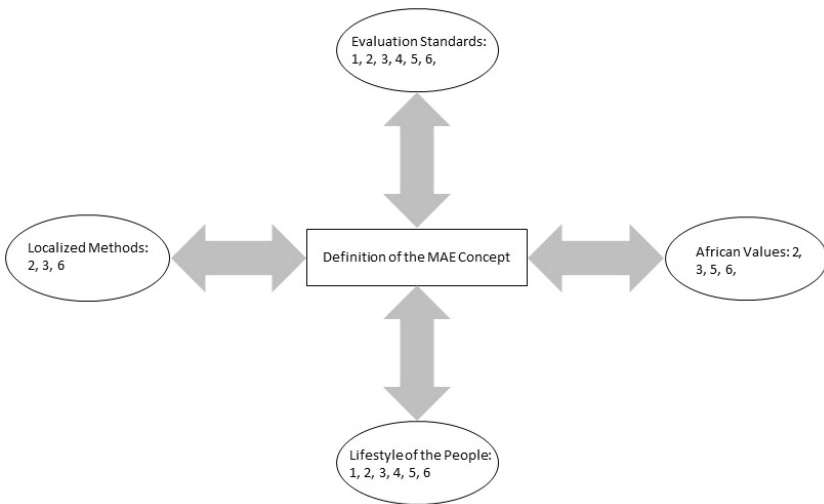 Evaluation Standards:
1, 2, 3, 4, 5, 6,
Localized Methods:
2, 3, 6
Definition of the MAE Concept
African Values: 2,
3, 5, 6,
Lifestyle of the People:
1, 2, 3, 4, 5, 6